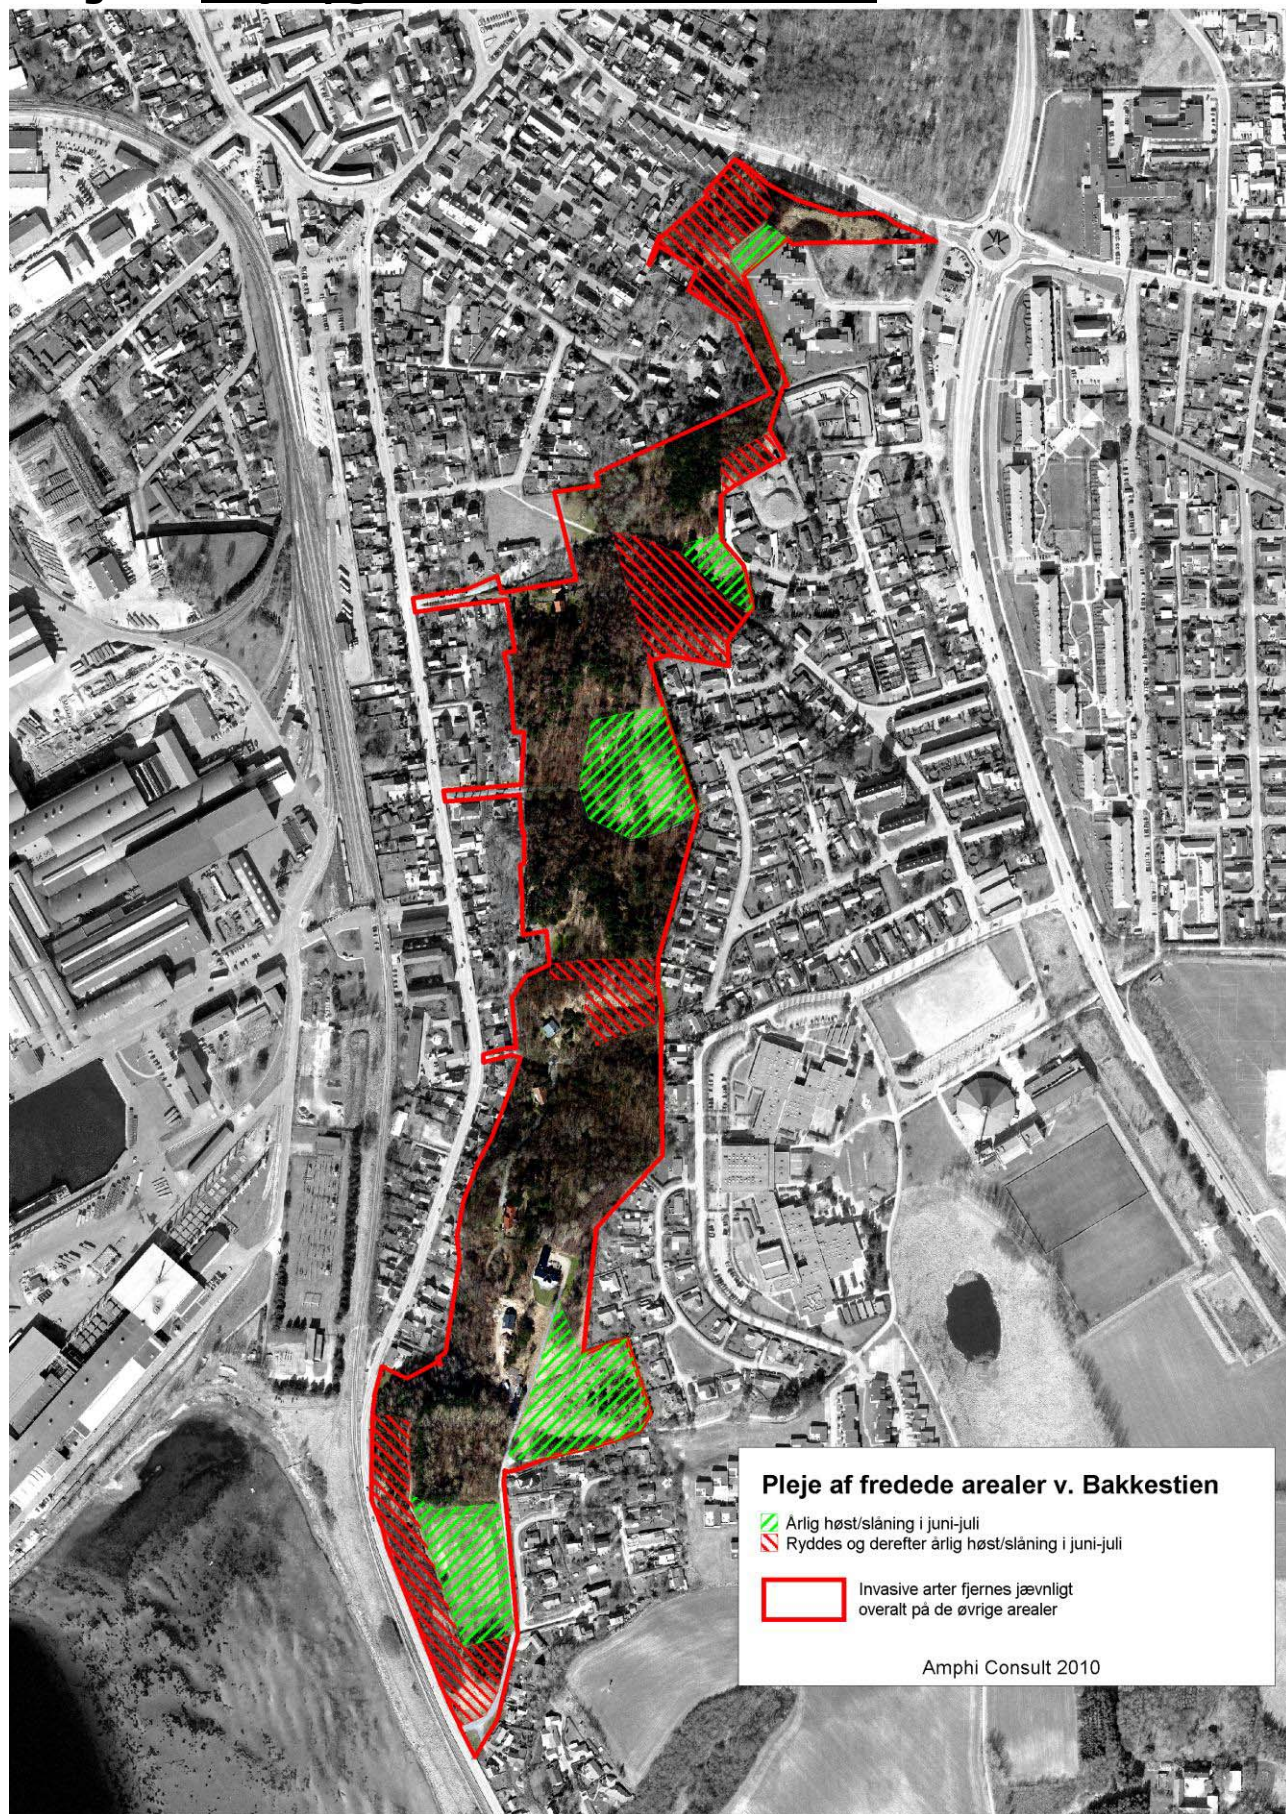 Pleje af fredede arealer v. Bakkestien
Årlig høst/slåning i juni-juli
Ryddes og derefter årlig høst/slåning i juni-juli
Invasive arter fjernes jævnligt
overalt på de øvrige arealer
Amphi Consult 2010